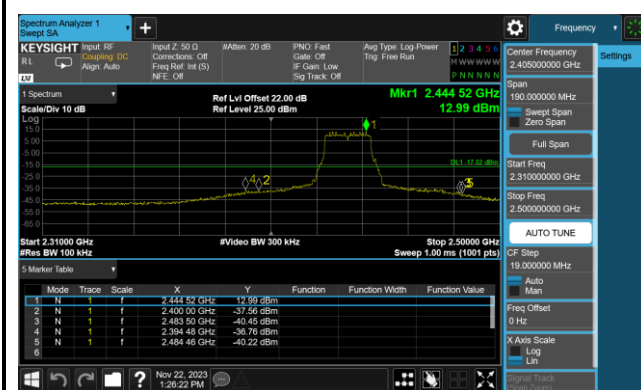 Spectrum Analyzer 1
Swept SA
Frequency
KEYSIGHT
Input: RF
Coupling: DC
Align: Auto
Input Z: 50 Ω
Corrections: Off
Freq Ref: Int (S)
NFE: Off
#Atten: 20 dB
PNO: Fast
Gate: Off
IF Gain: Low
Sig Track: Off
Avg Type: Log-Power
Trig: Free Run
1 2 3 4 5 6
M W W W W W
P N N N N N
RL
LXI
Center Frequency
2.405000000 GHz
Settings
Span
190.000000 MHz
Swept Span
Zero Span
Full Span
Start Freq
2.310000 GHz
Stop Freq
2.500000000 GHz
AUTO TUNE
CF Step
19.000000 MHz
Auto
Man
Freq Offset
0 Hz
X Axis Scale
Log
Lin
Signal Track
(Span Zoom)
1 Spectrum
Scale/Div 10 dB
Ref Lvl Offset 22.00 dB
Ref Level 25.00 dBm
Mkr1 2.444 52 GHz
12.99 dBm
Log
15.0
5.00
-5.00
-15.0
-25.0
-35.0
-45.0
-55.0
-65.0
1
DL1 -17.02 dBm
4 2
Start 2.31000 GHz
#Res BW 100 kHz
#Video BW 300 kHz
Stop 2.50000 GHz
Sweep 1.00 ms (1001 pts)
5 Marker Table
Mode Trace Scale X Y Function Function Width Function Value
1 N 1 f 2.444 52 GHz 12.99 dBm
2 N 1 f 2.400 00 GHz -37.56 dBm
3 N 1 f 2.483 50 GHz -40.45 dBm
4 N 1 f 2.394 48 GHz -36.76 dBm
5 N 1 f 2.484 46 GHz -40.22 dBm
6
Nov 22, 2023
1:26:22 PM